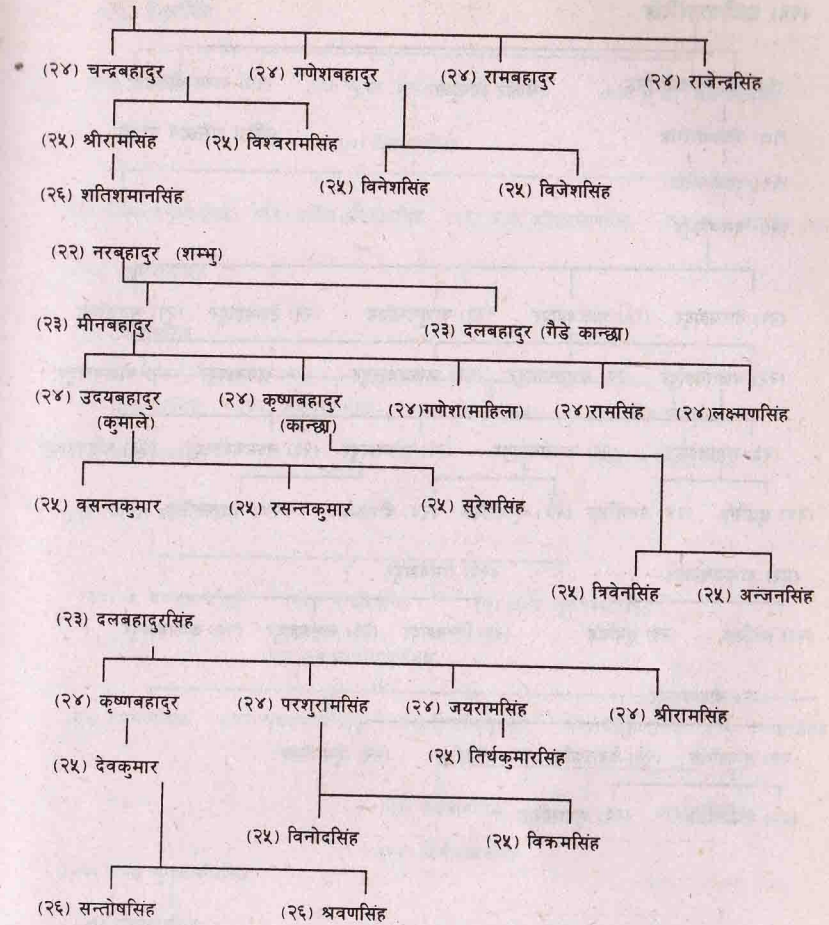 (२४) चन्द्रबहादुर (२४) गणेशबहादुर (२४) रामबहादुर (२४) राजेन्द्रसिंह
(२५) श्रीरामसिंह (२५) विश्वरामसिंह
(२५) विनेशसिंह (२५) विजेशसिंह
(२६) शतिशमानसिंह
(२२) नरबहादुर (शम्भु)
(२३) मीनबहादुर (२३) दलबहादुर (गैडे कान्छा)
(२४) उदयबहादुर (२४) कृष्णबहादुर (२४)गणेश(माहिला) (२४)रामसिंह (२४)लक्ष्मणसिंह
(कुमाले) (कान्छा)
(२५) वसन्तकुमार (२५) रसन्तकुमार (२५) सुरेशसिंह
(२५) त्रिवेनसिंह (२५) अन्जनसिंह
(२३) दलबहादुरसिंह
(२४) कृष्णबहादुर (२४) परशुरामसिंह (२४) जयरामसिंह (२४) श्रीरामसिंह
(२५) देवकुमार (२५) तिर्थकुमारसिंह
(२५) विनोदसिंह (२५) विक्रमसिंह
(२६) सन्तोषसिंह (२६) श्रवणसिंह